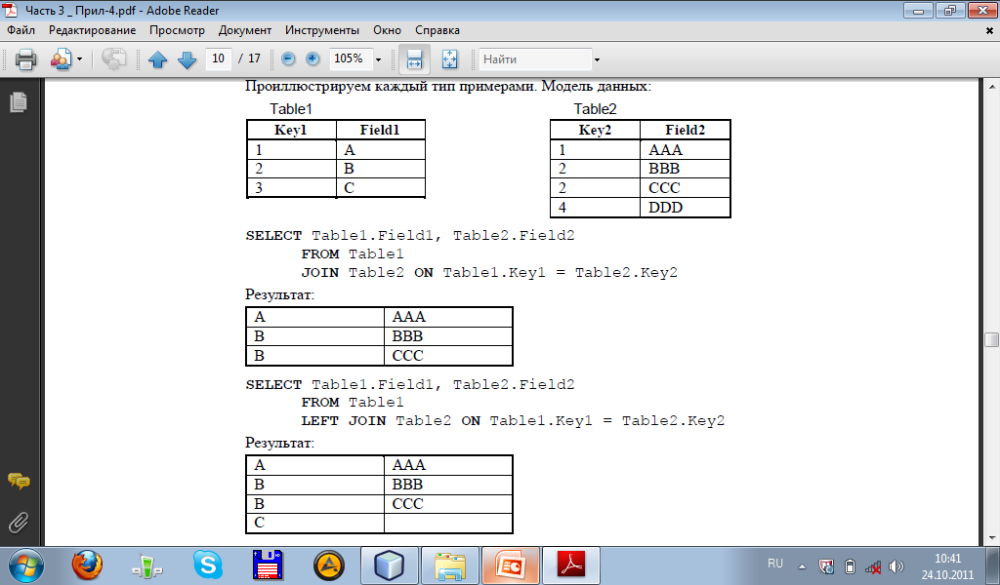 Часть 3 _ Прил-4.pdf - Adobe Reader
Файл Редактирование Просмотр Документ Инструменты Окно Справка
10 / 17 105% Найти
Проиллюстрируем каждый тип примерами. Модель данных:
Table1 Table2
Key1 Field1 Key2 Field2
1 A 1 AAA
2 B 2 BBB
3 C 2 CCC
4 DDD
SELECT Table1.Field1, Table2.Field2
FROM Table1
JOIN Table2 ON Table1.Key1 = Table2.Key2
Результат:
A AAA
B BBB
B CCC
SELECT Table1.Field1, Table2.Field2
FROM Table1
LEFT JOIN Table2 ON Table1.Key1 = Table2.Key2
Результат:
A AAA
B BBB
B CCC
C
RU 10:41
24.10.2011